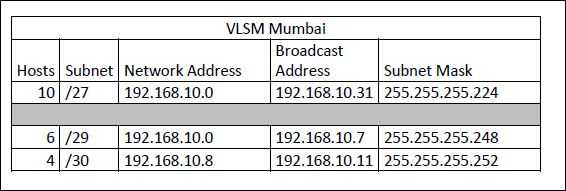 VLSM Mumbai
Hosts Subnet Network Address Broadcast Address Subnet Mask
10 /27 192.168.10.0 192.168.10.31 255.255.255.224
6 /29 192.168.10.0 192.168.10.7 255.255.255.248
4 /30 192.168.10.8 192.168.10.11 255.255.255.252